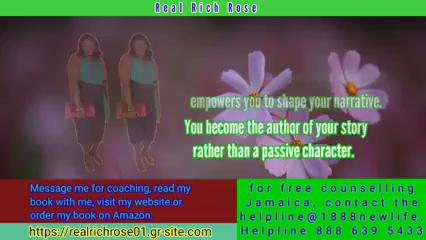 Real Rich Rose
empowers you to shape your narrative.
You become the author of your story
rather than a passive character.
Message me for coaching, read my
book with me, visit my website or
order my book on Amazon.
https://realrichrose01.gr-site.com
for free counselling
Jamaica, contact the
helpline@1888newlife.
Helpline 888 639 5433